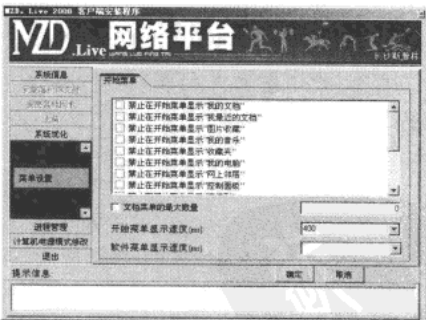 MZD. Live 2008 客户端安装程序
MZD.Live 网络平台
系统信息
开始菜单
上传
系统优化
菜单设置
进程管理
计算机电源模式修改
退出
禁止在开始菜单显示"我的文档"
禁止在开始菜单显示"我最近的文档"
禁止在开始菜单显示"图片收藏"
禁止在开始菜单显示"我的音乐"
禁止在开始菜单显示"收藏夹"
禁止在开始菜单显示"我的电脑"
禁止在开始菜单显示"网上邻居"
禁止在开始菜单显示"控制面板"
文档菜单的最大数量
0
开始菜单显示速度(ms)
400
软件菜单显示速度(ms)
提示信息
确定
取消